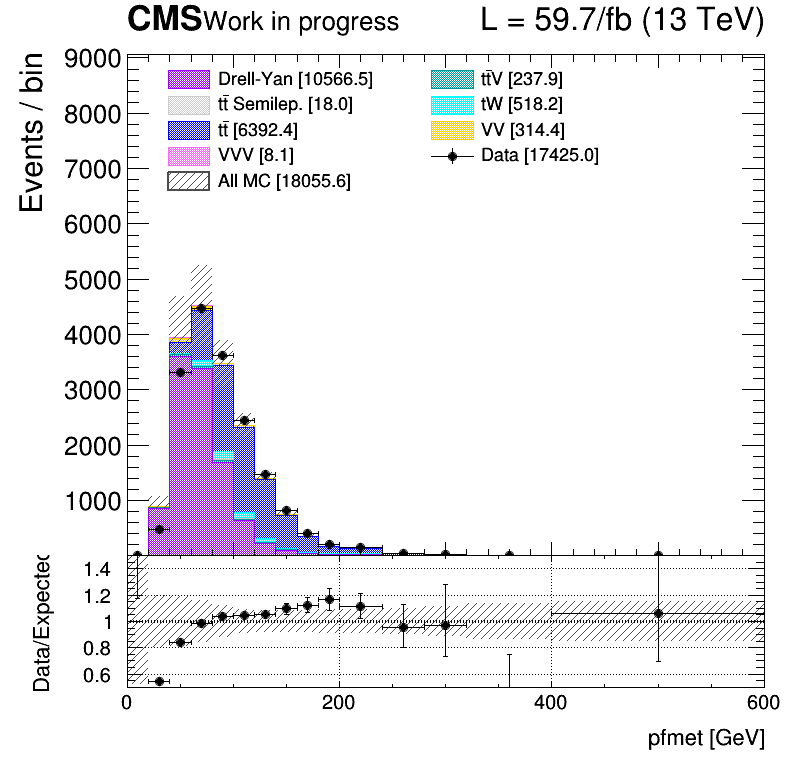 CMS Work in progress L = 59.7/fb (13 TeV)
Events / bin
9000
8000
7000
6000
5000
4000
3000
2000
1000
Drell-Yan [10566.5]
tt̄ Semilep. [18.0]
tt̄ [6392.4]
VVV [8.1]
All MC [18055.6]
tt̄V [237.9]
tW [518.2]
VV [314.4]
Data [17425.0]
Data/Expected
1.4
1.2
1
0.8
0.6
0 200 400 600
pfmet [GeV]